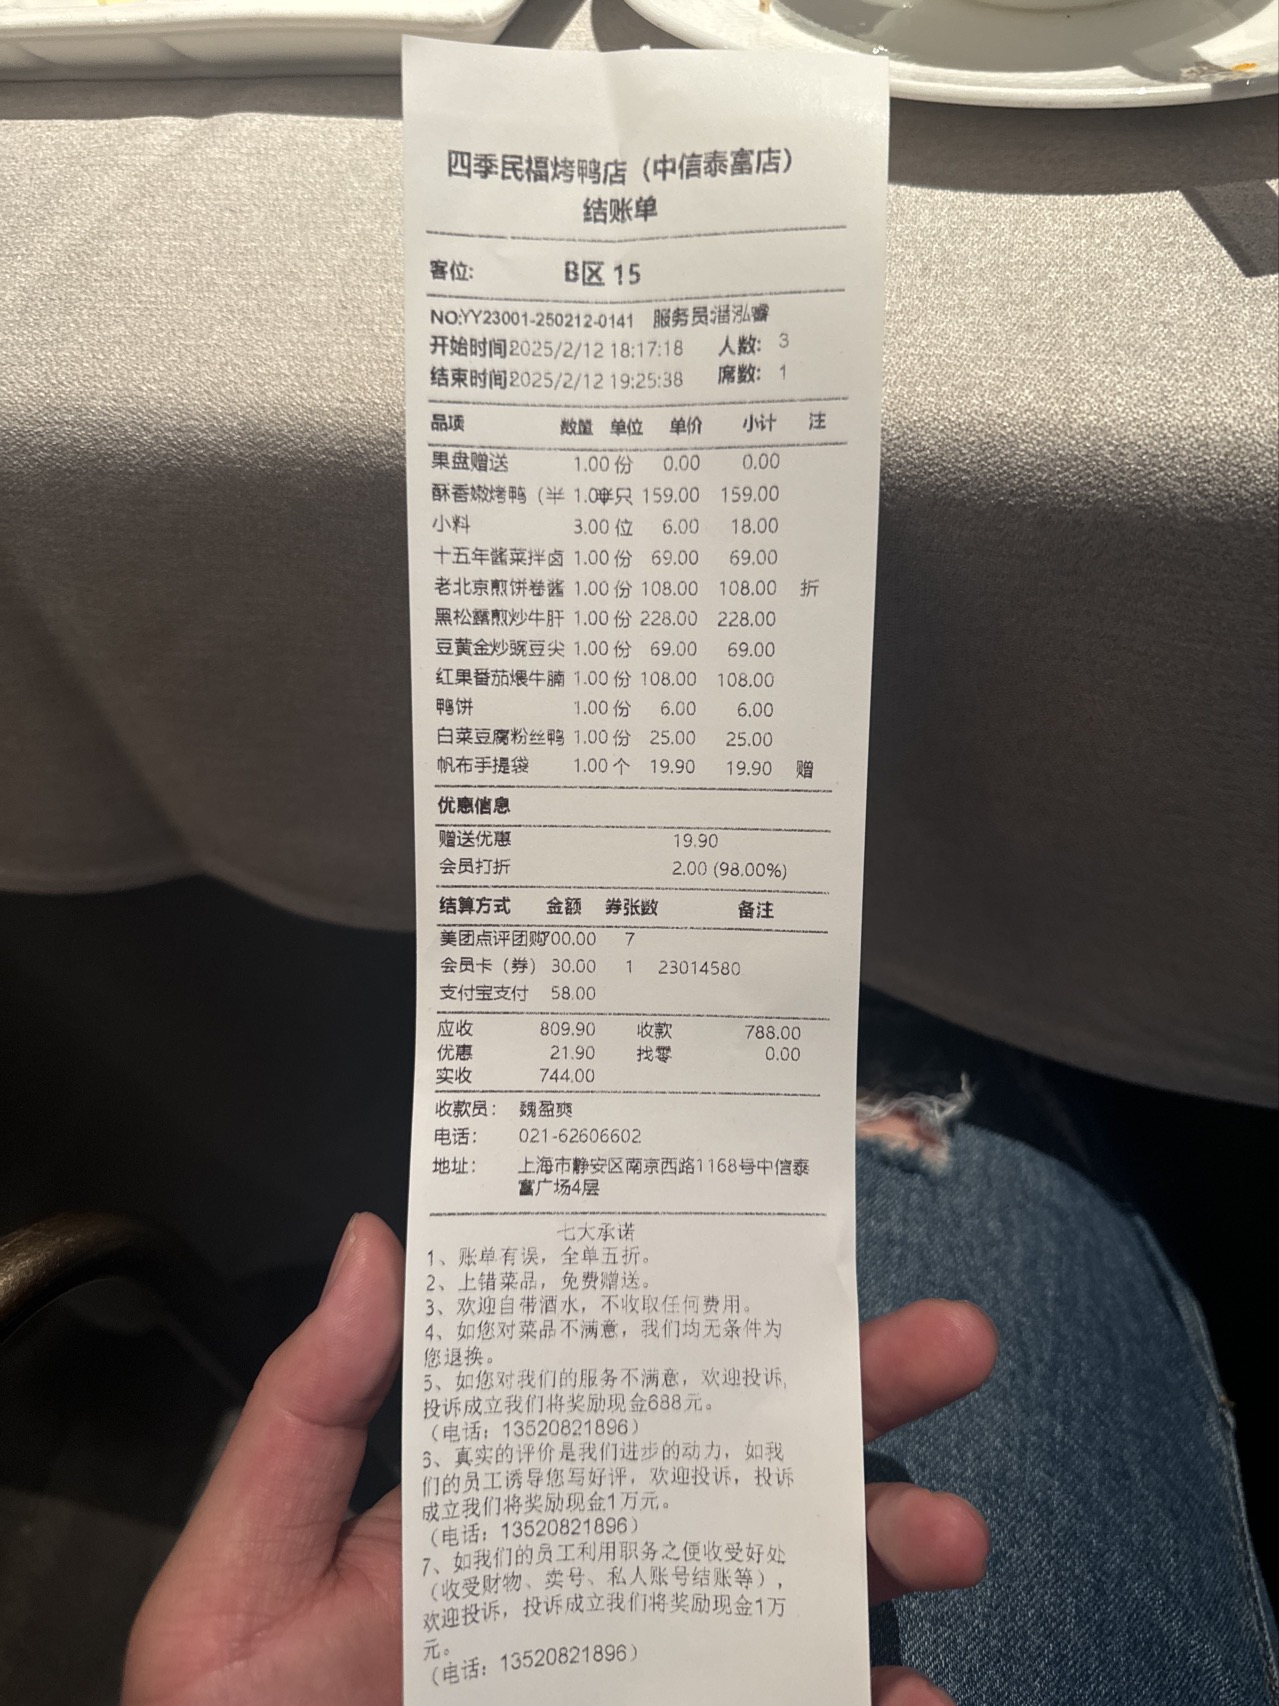 四季民福烤鸭店（中信泰富店）
结账单
客位： B区 15
NO:YY23001-250212-0141 服务员:潘泓睿
开始时间 2025/2/12 18:17:18 人数： 3
结束时间 2025/2/12 19:25:38 席数： 1
品项 数量 单位 单价 小计 注
果盘赠送 1.00 份 0.00 0.00
酥香嫩烤鸭（半 1.00 半只 159.00 159.00
小料 3.00 位 6.00 18.00
十五年酱菜拌卤 1.00 份 69.00 69.00
老北京煎饼卷酱 1.00 份 108.00 108.00 折
黑松露煎炒牛肝 1.00 份 228.00 228.00
豆黄金炒豌豆尖 1.00 份 69.00 69.00
红果番茄煨牛腩 1.00 份 108.00 108.00
鸭饼 1.00 份 6.00 6.00
白菜豆腐粉丝鸭 1.00 份 25.00 25.00
帆布手提袋 1.00 个 19.90 19.90 赠
优惠信息
赠送优惠 19.90
会员打折 2.00 (98.00%)
结算方式 金额 券张数 备注
美团点评团购700.00 7
会员卡（券） 30.00 1 23014580
支付宝支付 58.00
应收 809.90 收款 788.00
优惠 21.90 找零 0.00
实收 744.00
收款员： 魏盈爽
电话： 021-62606602
地址： 上海市静安区南京西路1168号中信泰
富广场4层
七大承诺
1、账单有误，全单五折。
2、上错菜品，免费赠送。
3、欢迎自带酒水，不收取任何费用。
4、如您对菜品不满意，我们均无条件为
您退换。
5、如您对我们的服务不满意，欢迎投诉，
投诉成立我们将奖励现金688元。
（电话：13520821896）
6、真实的评价是我们进步的动力，如我
们的员工诱导您写好评，欢迎投诉，投诉
成立我们将奖励现金1万元。
（电话：13520821896）
7、如我们的员工利用职务之便收受好处
（收受财物、卖号、私人账号结账等），
欢迎投诉，投诉成立我们将奖励现金1万
元。
（电话：13520821896）